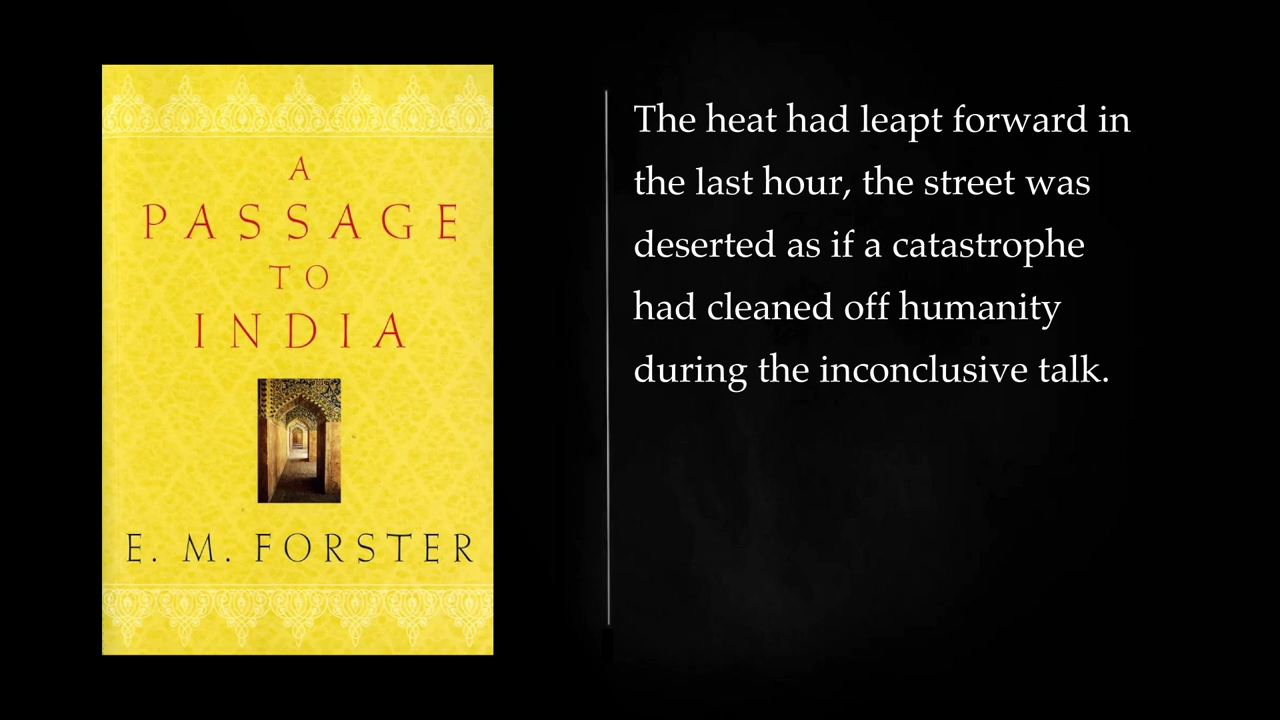 A
PASSAGE
TO
INDIA
E. M. FORSTER
The heat had leapt forward in
the last hour, the street was
deserted as if a catastrophe
had cleaned off humanity
during the inconclusive talk.